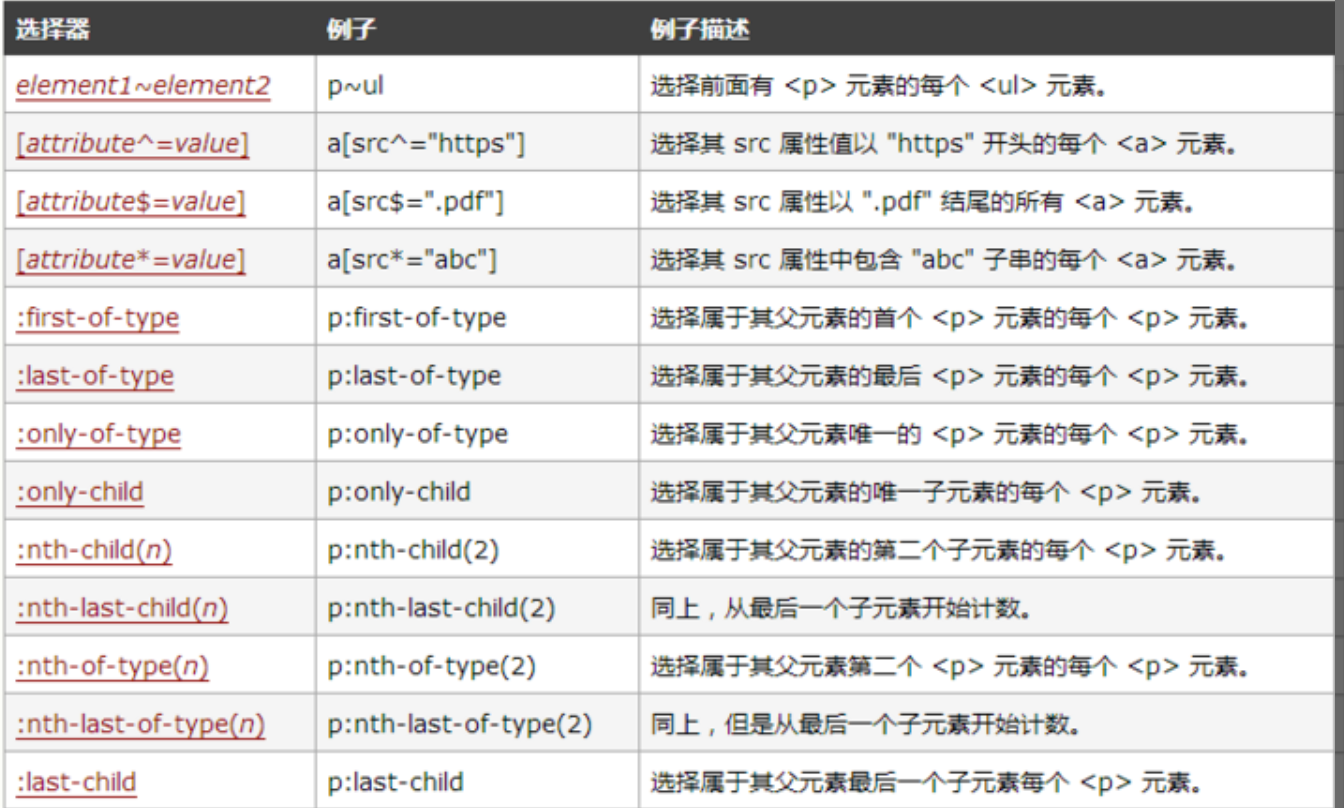 选择器 例子 例子描述
element1~element2 p~ul 选择前面有 <p> 元素的每个 <ul> 元素。
[attribute^=value] a[src^="https"] 选择其 src 属性值以 "https" 开头的每个 <a> 元素。
[attribute$=value] a[src$=".pdf"] 选择其 src 属性以 ".pdf" 结尾的所有 <a> 元素。
[attribute*=value] a[src*="abc"] 选择其 src 属性中包含 "abc" 子串的每个 <a> 元素。
:first-of-type p:first-of-type 选择属于其父元素的首个 <p> 元素的每个 <p> 元素。
:last-of-type p:last-of-type 选择属于其父元素的最后 <p> 元素的每个 <p> 元素。
:only-of-type p:only-of-type 选择属于其父元素唯一的 <p> 元素的每个 <p> 元素。
:only-child p:only-child 选择属于其父元素的唯一子元素的每个 <p> 元素。
:nth-child(n) p:nth-child(2) 选择属于其父元素的第二个子元素的每个 <p> 元素。
:nth-last-child(n) p:nth-last-child(2) 同上，从最后一个子元素开始计数。
:nth-of-type(n) p:nth-of-type(2) 选择属于其父元素第二个 <p> 元素的每个 <p> 元素。
:nth-last-of-type(n) p:nth-last-of-type(2) 同上，但是从最后一个子元素开始计数。
:last-child p:last-child 选择属于其父元素最后一个子元素每个 <p> 元素。